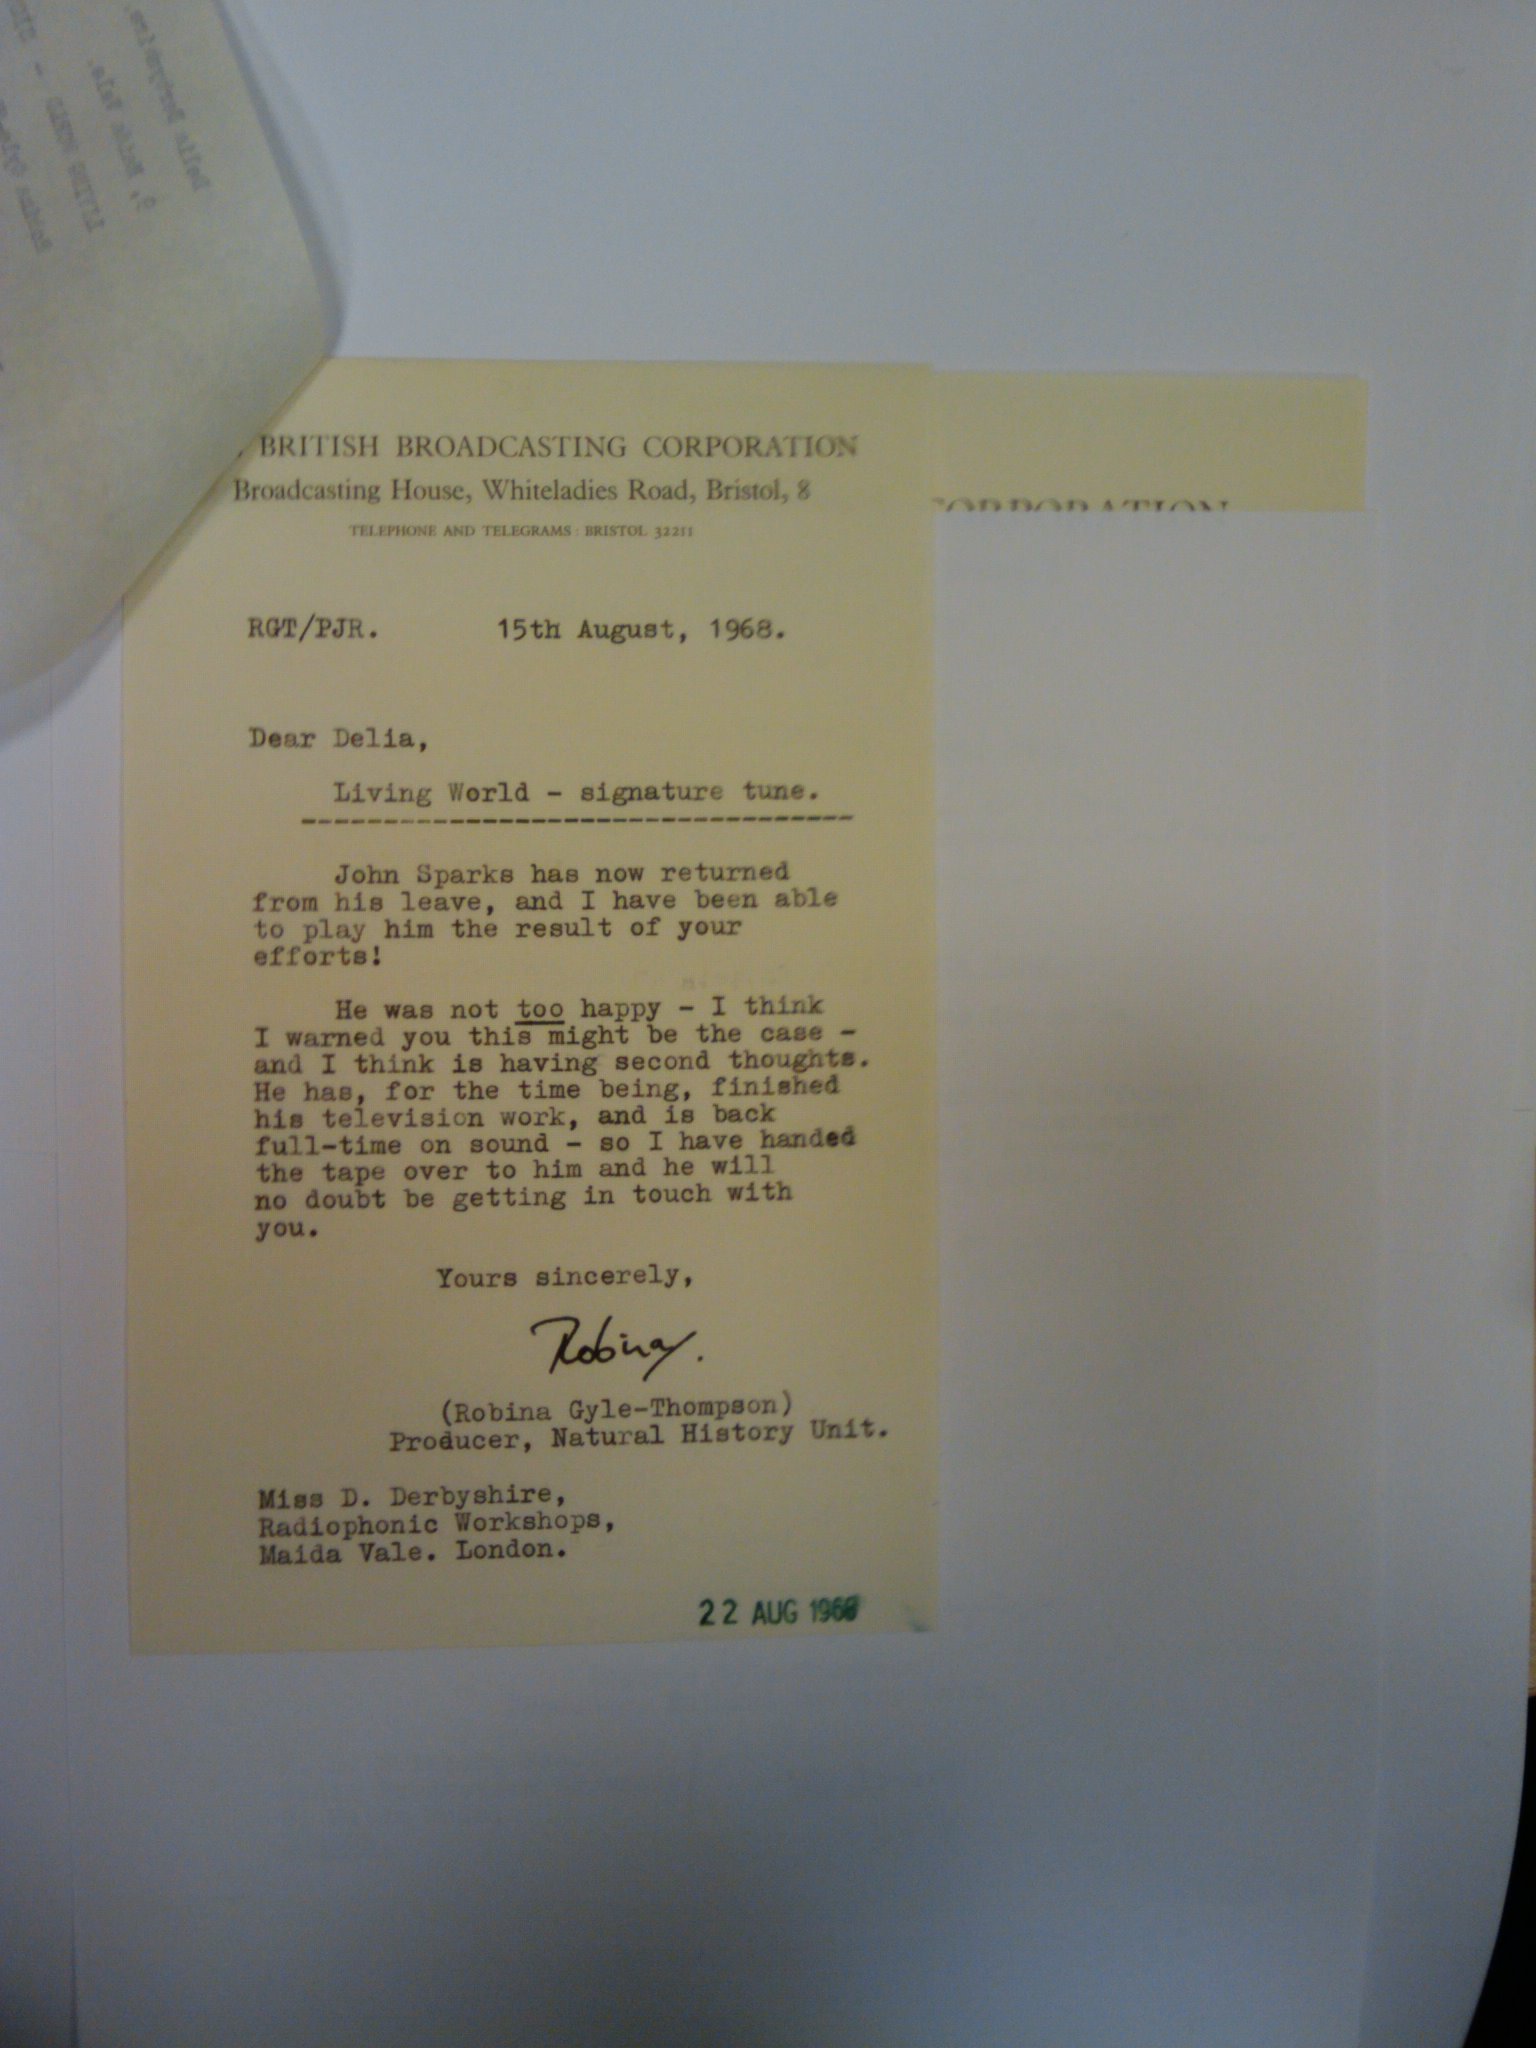 BRITISH BROADCASTING CORPORATION
Broadcasting House, Whiteladies Road, Bristol, 8
TELEPHONE AND TELEGRAMS: BRISTOL 32211
CORPORATION
RGT/PJR. 15th August, 1968.
Dear Delia,
Living World - signature tune.
John Sparks has now returned
from his leave, and I have been able
to play him the result of your
efforts!
He was not too happy - I think
I warned you this might be the case -
and I think is having second thoughts.
He has, for the time being, finished
his television work, and is back
full-time on sound - so I have handed
the tape over to him and he will
no doubt be getting in touch with
you.
Yours sincerely,
Robina.
(Robina Gyle-Thompson)
Producer, Natural History Unit.
Miss D. Derbyshire,
Radiophonic Workshops,
Maida Vale. London.
22 AUG 1968